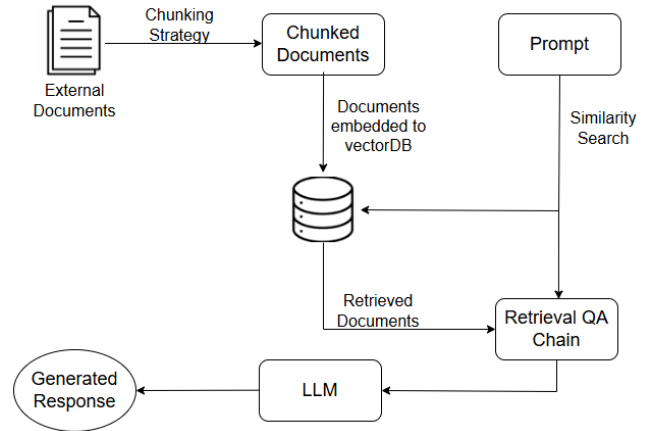 Chunking
Strategy
Chunked
Documents
Prompt
External
Documents
Documents
embedded to
vectorDB
Similarity
Search
Retrieved
Documents
Retrieval QA
Chain
LLM
Generated
Response